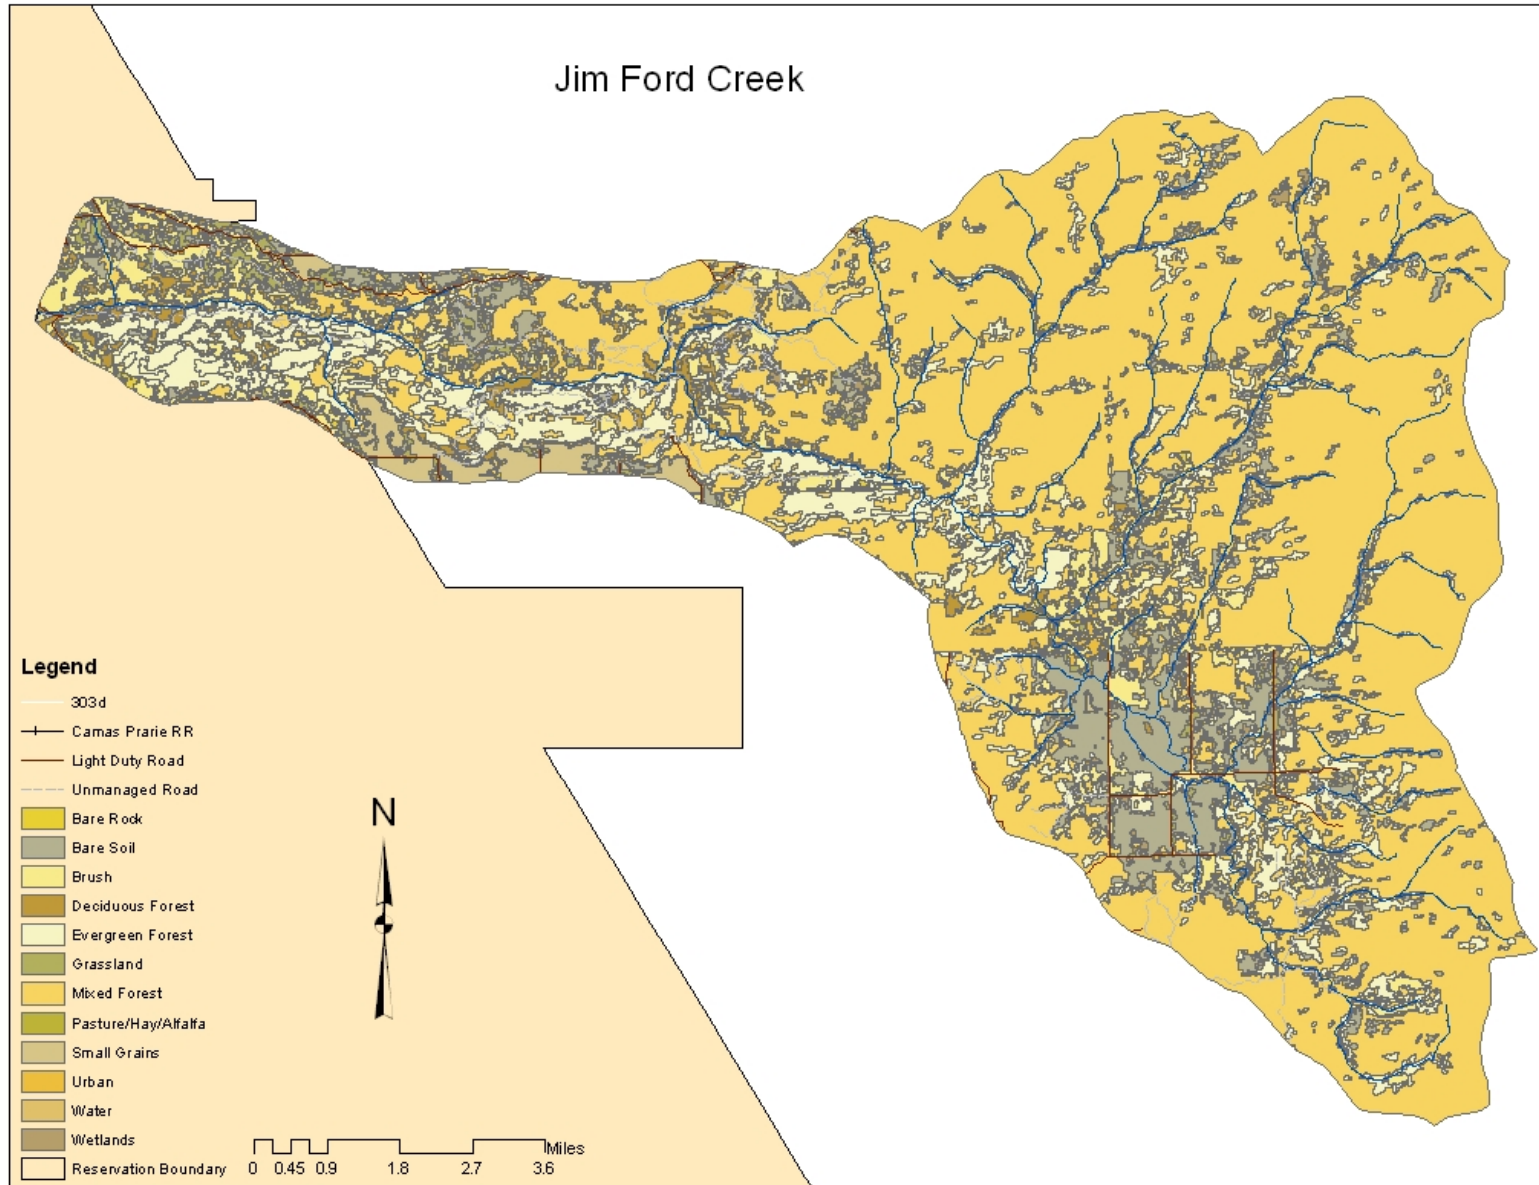 Jim Ford Creek
Legend
303d
Camas Prarie RR
Light Duty Road
Unmanaged Road
Bare Rock
Bare Soil
Brush
Deciduous Forest
Evergreen Forest
Grassland
Mixed Forest
Pasture/Hay/Alfalfa
Small Grains
Urban
Water
Wetlands
Reservation Boundary
N
Miles
0 0.45 0.9 1.8 2.7 3.6